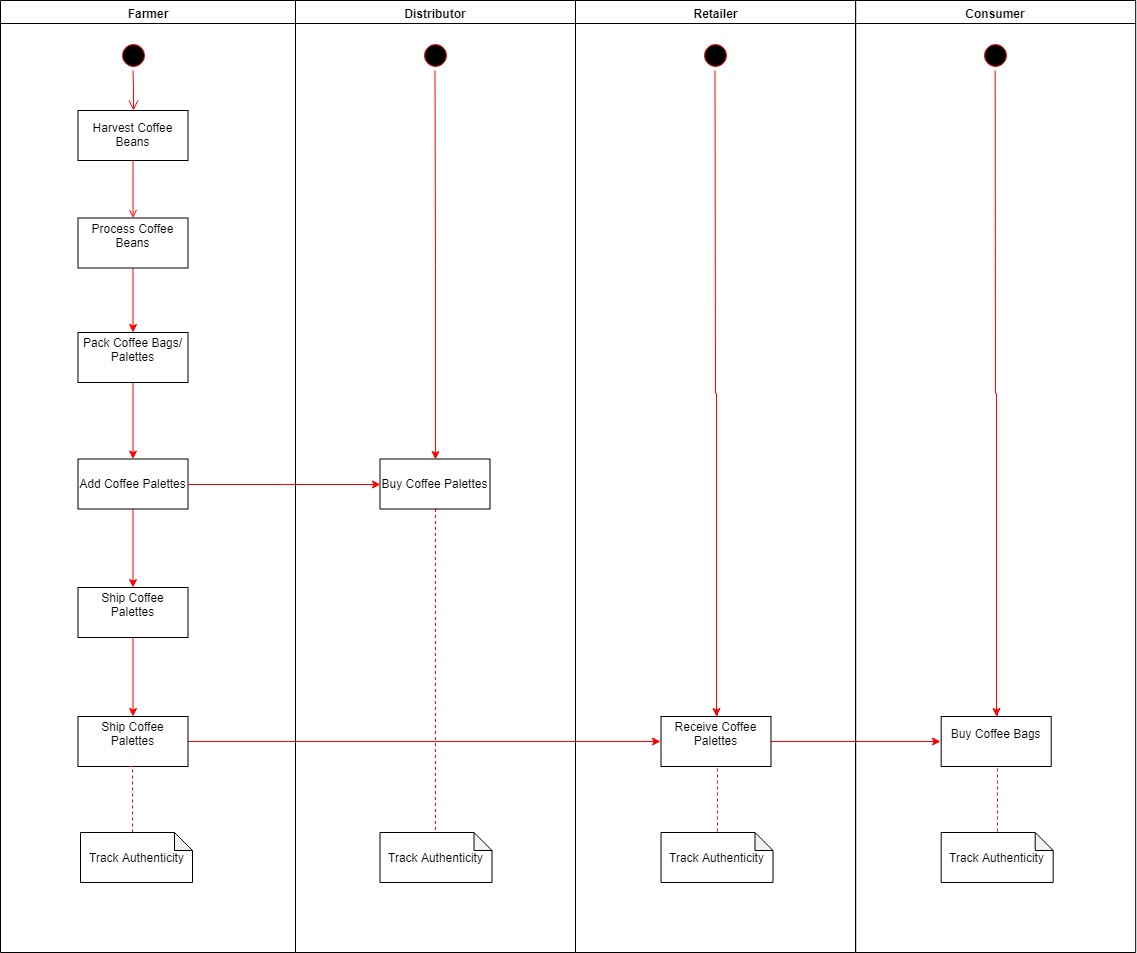 Farmer
Distributor
Retailer
Consumer
Harvest Coffee
Beans
Process Coffee
Beans
Pack Coffee Bags/
Palettes
Add Coffee Palettes
Buy Coffee Palettes
Ship Coffee
Palettes
Ship Coffee
Palettes
Receive Coffee
Palettes
Buy Coffee Bags
Track Authenticity
Track Authenticity
Track Authenticity
Track Authenticity